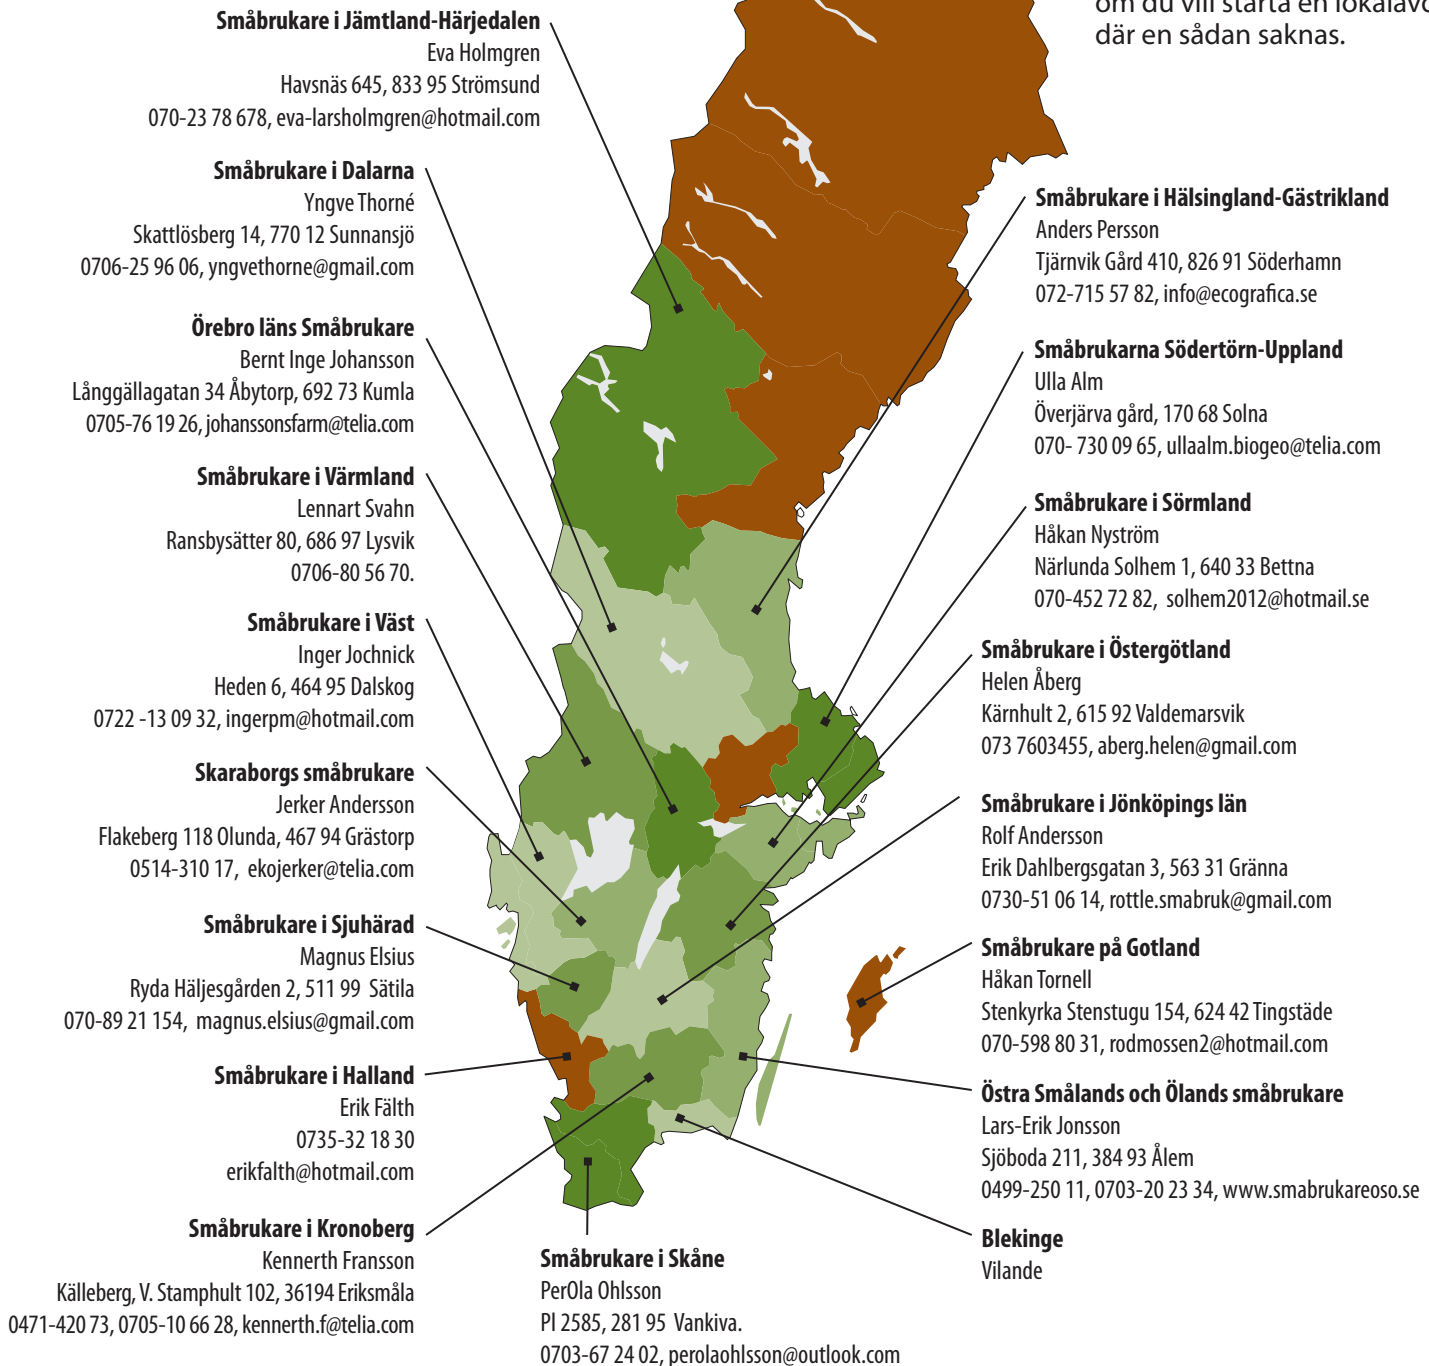 om du vill starta en
där en sådan saknas.
Småbrukare i Jämtland-Härjedalen
Eva Holmgren
Havsnäs 645, 833 95 Strömsund
070-23 78 678, eva-larsholmgren@hotmail.com
Småbrukare i Dalarna
Yngve Thorné
Skattlösberg 14, 770 12 Sunnansjö
0706-25 96 06, yngvethorne@gmail.com
Örebro läns Småbrukare
Bernt Inge Johansson
Långgällagatan 34 Åbytorp, 692 73 Kumla
0705-76 19 26, johanssonsfarm@telia.com
Småbrukare i Värmland
Lennart Svahn
Ransbysätter 80, 686 97 Lysvik
0706-80 56 70.
Småbrukare i Väst
Inger Jochnick
Heden 6, 464 95 Dalskog
0722 -13 09 32, ingerpm@hotmail.com
Skaraborgs småbrukare
Jerker Andersson
Flakeberg 118 Olunda, 467 94 Grästorp
0514-310 17, ekojerker@telia.com
Småbrukare i Sjuhärad
Magnus Elsius
Ryda Häljesgården 2, 511 99 Sätila
070-89 21 154, magnus.elsius@gmail.com
Småbrukare i Halland
Erik Fälth
0735-32 18 30
erikfalth@hotmail.com
Småbrukare i Kronoberg
Kennerth Fransson
Källeberg, V. Stamphult 102, 36194 Eriksmåla
0471-420 73, 0705-10 66 28, kennerth.f@telia.com
Småbrukare i Skåne
PerOla Ohlsson
Pl 2585, 281 95 Vankiva.
0703-67 24 02, perolaohlsson@outlook.com
Småbrukare i Hälsingland-Gästrikland
Anders Persson
Tjärnvik Gård 410, 826 91 Söderhamn
072-715 57 82, info@ecografica.se
Småbrukarna Södertörn-Uppland
Ulla Alm
Överjärva gård, 170 68 Solna
070- 730 09 65, ullaalm.biogeo@telia.com
Småbrukare i Sörmland
Håkan Nyström
Närlunda Solhem 1, 640 33 Bettna
070-452 72 82, solhem2012@hotmail.se
Småbrukare i Östergötland
Helen Åberg
Kärnhult 2, 615 92 Valdemarsvik
073 7603455, aberg.helen@gmail.com
Småbrukare i Jönköpings län
Rolf Andersson
Erik Dahlbergsgatan 3, 563 31 Gränna
0730-51 06 14, rottle.smabruk@gmail.com
Småbrukare på Gotland
Håkan Tornell
Stenkyrka Stenstugu 154, 624 42 Tingstäde
070-598 80 31, rodmossen2@hotmail.com
Östra Smålands och Ölands småbrukare
Lars-Erik Jonsson
Sjöboda 211, 384 93 Ålem
0499-250 11, 0703-20 23 34, www.smabrukareoso.se
Blekinge
Vilande